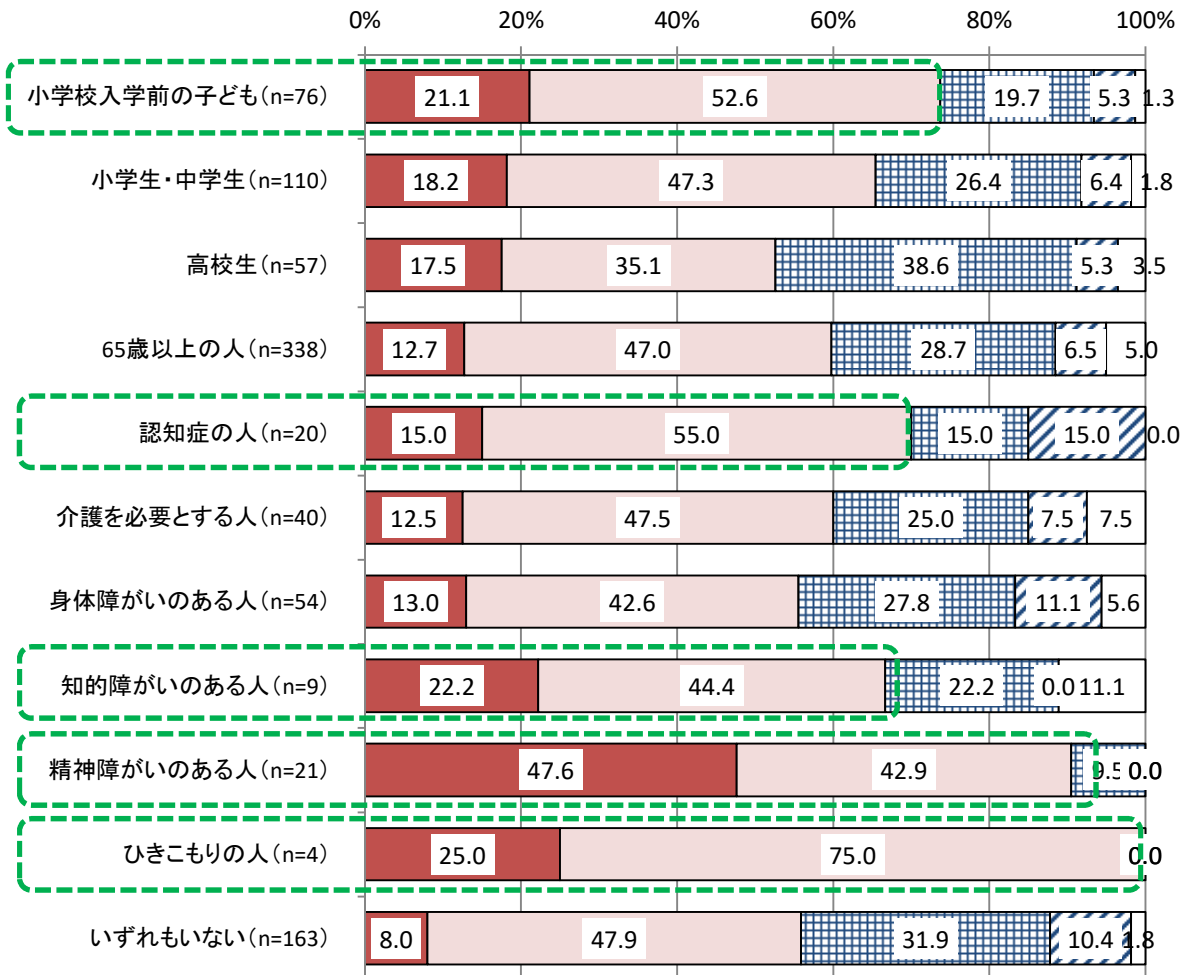 0% 20% 40% 60% 80% 100%
小学校入学前の子ども(n=76) 21.1 52.6 19.7 5.3 1.3
小学生・中学生(n=110) 18.2 47.3 26.4 6.4 1.8
高校生(n=57) 17.5 35.1 38.6 5.3 3.5
65歳以上の人(n=338) 12.7 47.0 28.7 6.5 5.0
認知症の人(n=20) 15.0 55.0 15.0 15.0 0.0
介護を必要とする人(n=40) 12.5 47.5 25.0 7.5 7.5
身体障がいのある人(n=54) 13.0 42.6 27.8 11.1 5.6
知的障がいのある人(n=9) 22.2 44.4 22.2 0.0 11.1
精神障がいのある人(n=21) 47.6 42.9 9.5 0.0
ひきこもりの人(n=4) 25.0 75.0 0.0
いずれもいない(n=163) 8.0 47.9 31.9 10.4 1.8